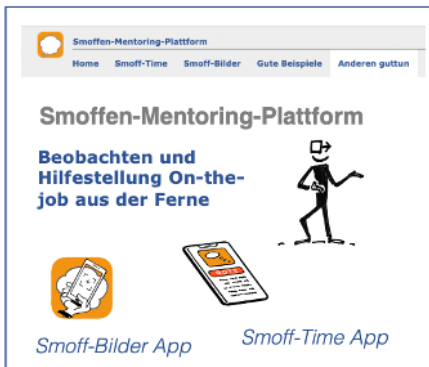 Smoffen-Mentoring-Plattform
Home Smoff-Time Smoff-Bilder Gute Beispiele Anderen guttun
Smoffen-Mentoring-Plattform
Beobachten und
Hilfestellung On-the-
job aus der Ferne
Smoff-Bilder App
Smoff-Time App